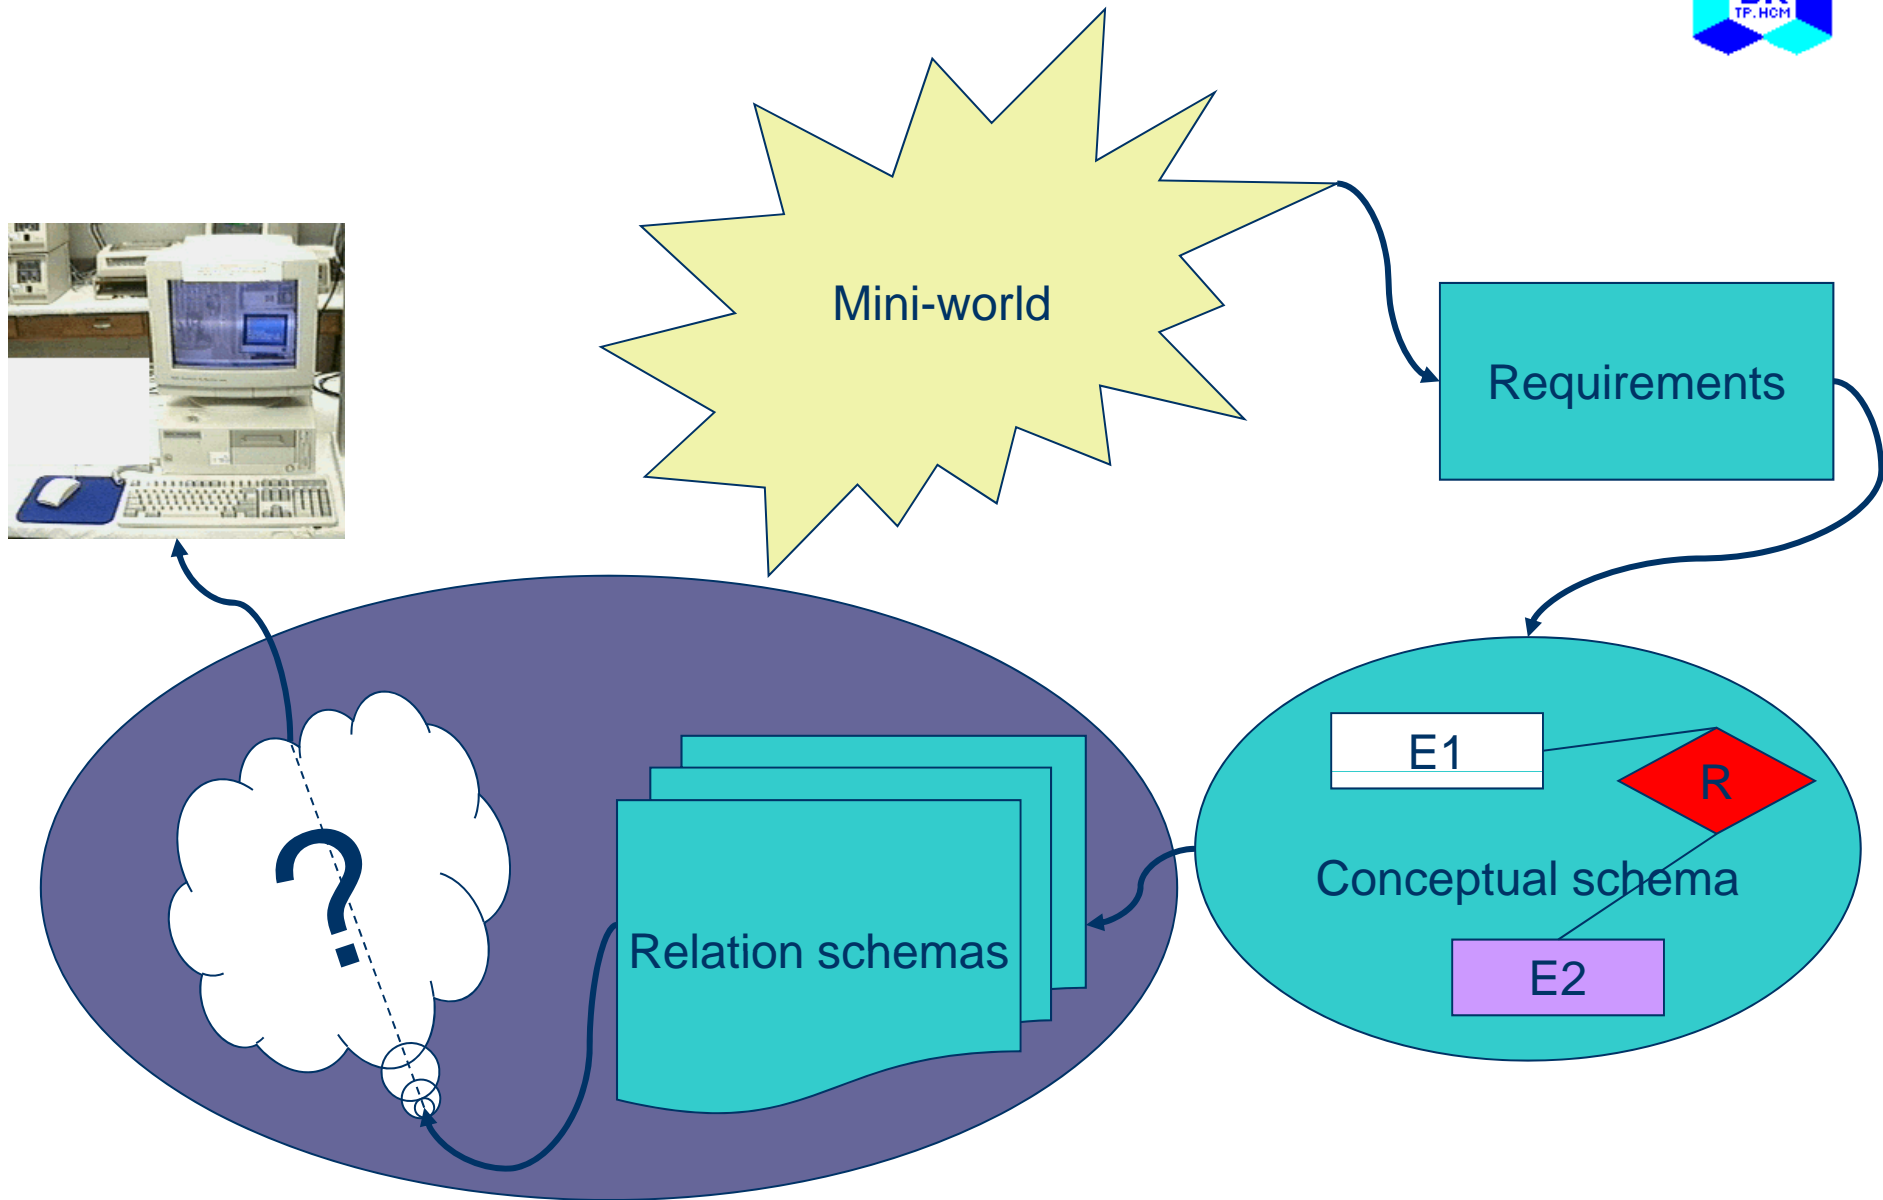 TP.HCM
Mini-world
Requirements
E1
R
Conceptual schema
E2
Relation schemas
?